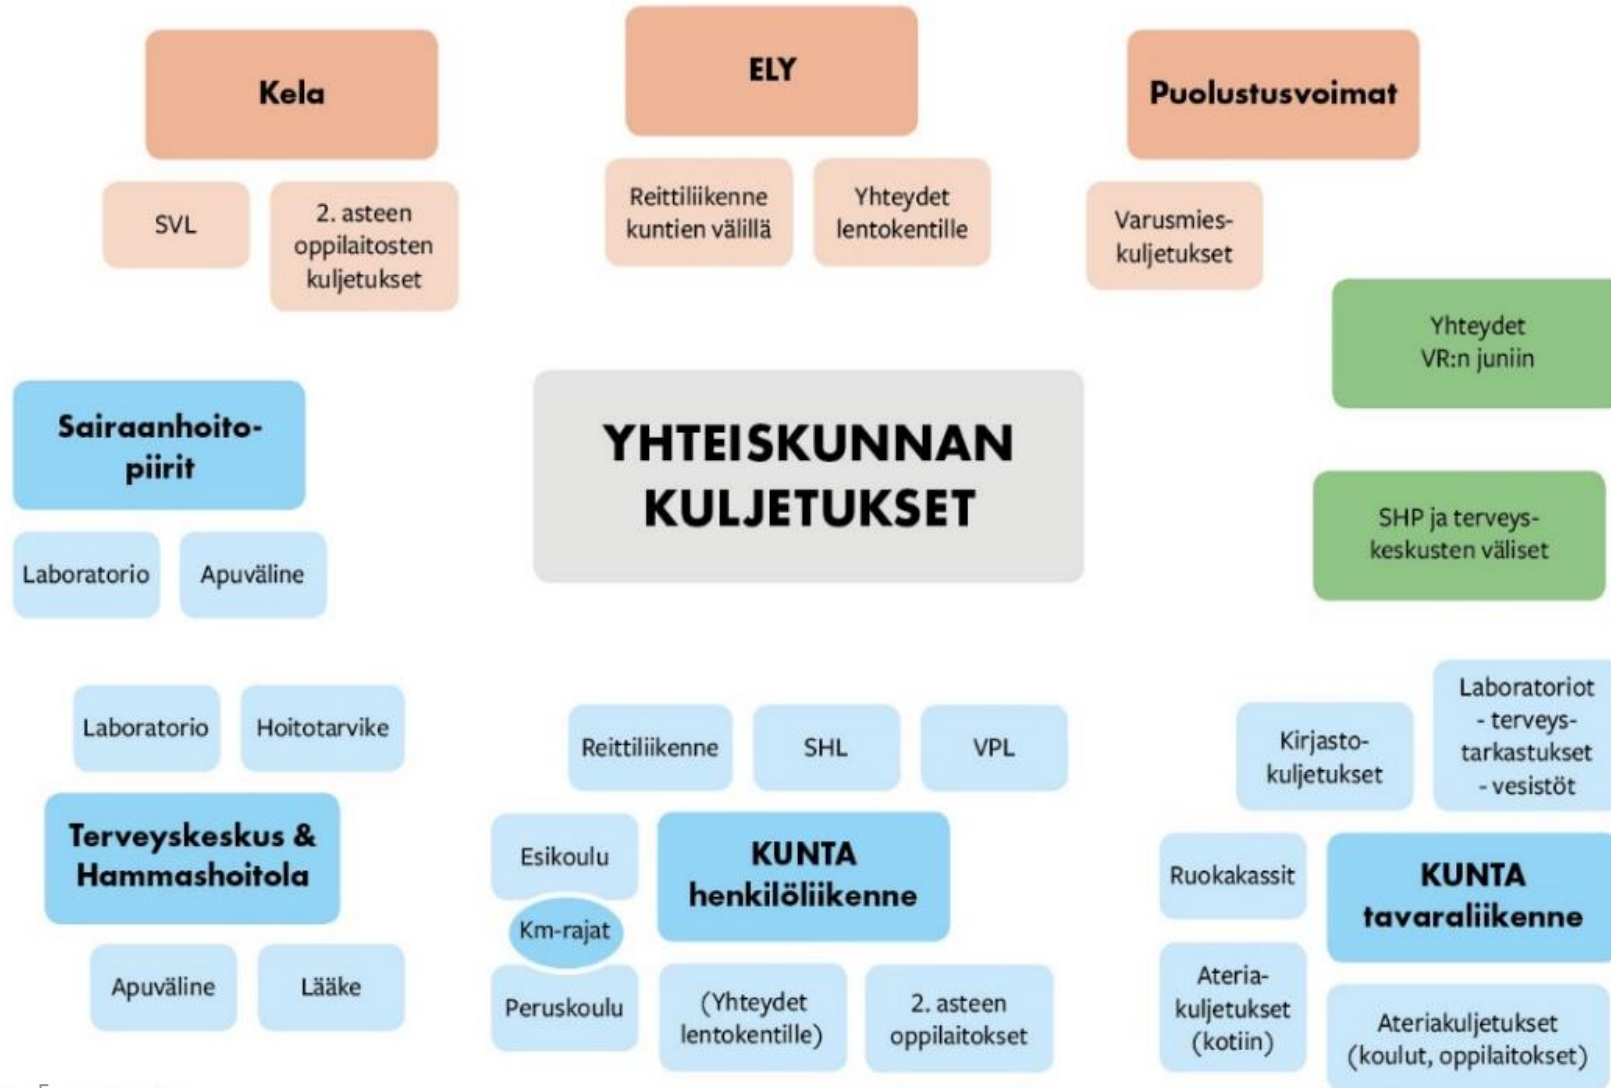 Kela
SVL
2. asteen
oppilaitosten
kuljetukset
ELY
Reittiliikenne
kuntien välillä
Yhteydet
lentokentille
Puolustusvoimat
Varusmies-
kuljetukset
Yhteydet
VR:n juniin
Sairaanhoito-
piirit
Laboratorio
Apuväline
YHTEISKUNNAN
KULJETUKSET
SHP ja terveys-
keskusten väliset
Laboratorio
Hoitotarvike
Terveyskeskus &
Hammashoitola
Apuväline
Lääke
Reittiliikenne
SHL
VPL
Esikoulu
KUNTA
henkilöliikenne
Km-rajat
Peruskoulu
(Yhteydet
lentokentille)
2. asteen
oppilaitokset
Kirjasto-
kuljetukset
Laboratoriot
- terveys-
tarkastukset
- vesistöt
Ruokakassit
KUNTA
tavaraliikenne
Ateria-
kuljetukset
(kotiin)
Ateriakuljetukset
(koulut, oppilaitokset)